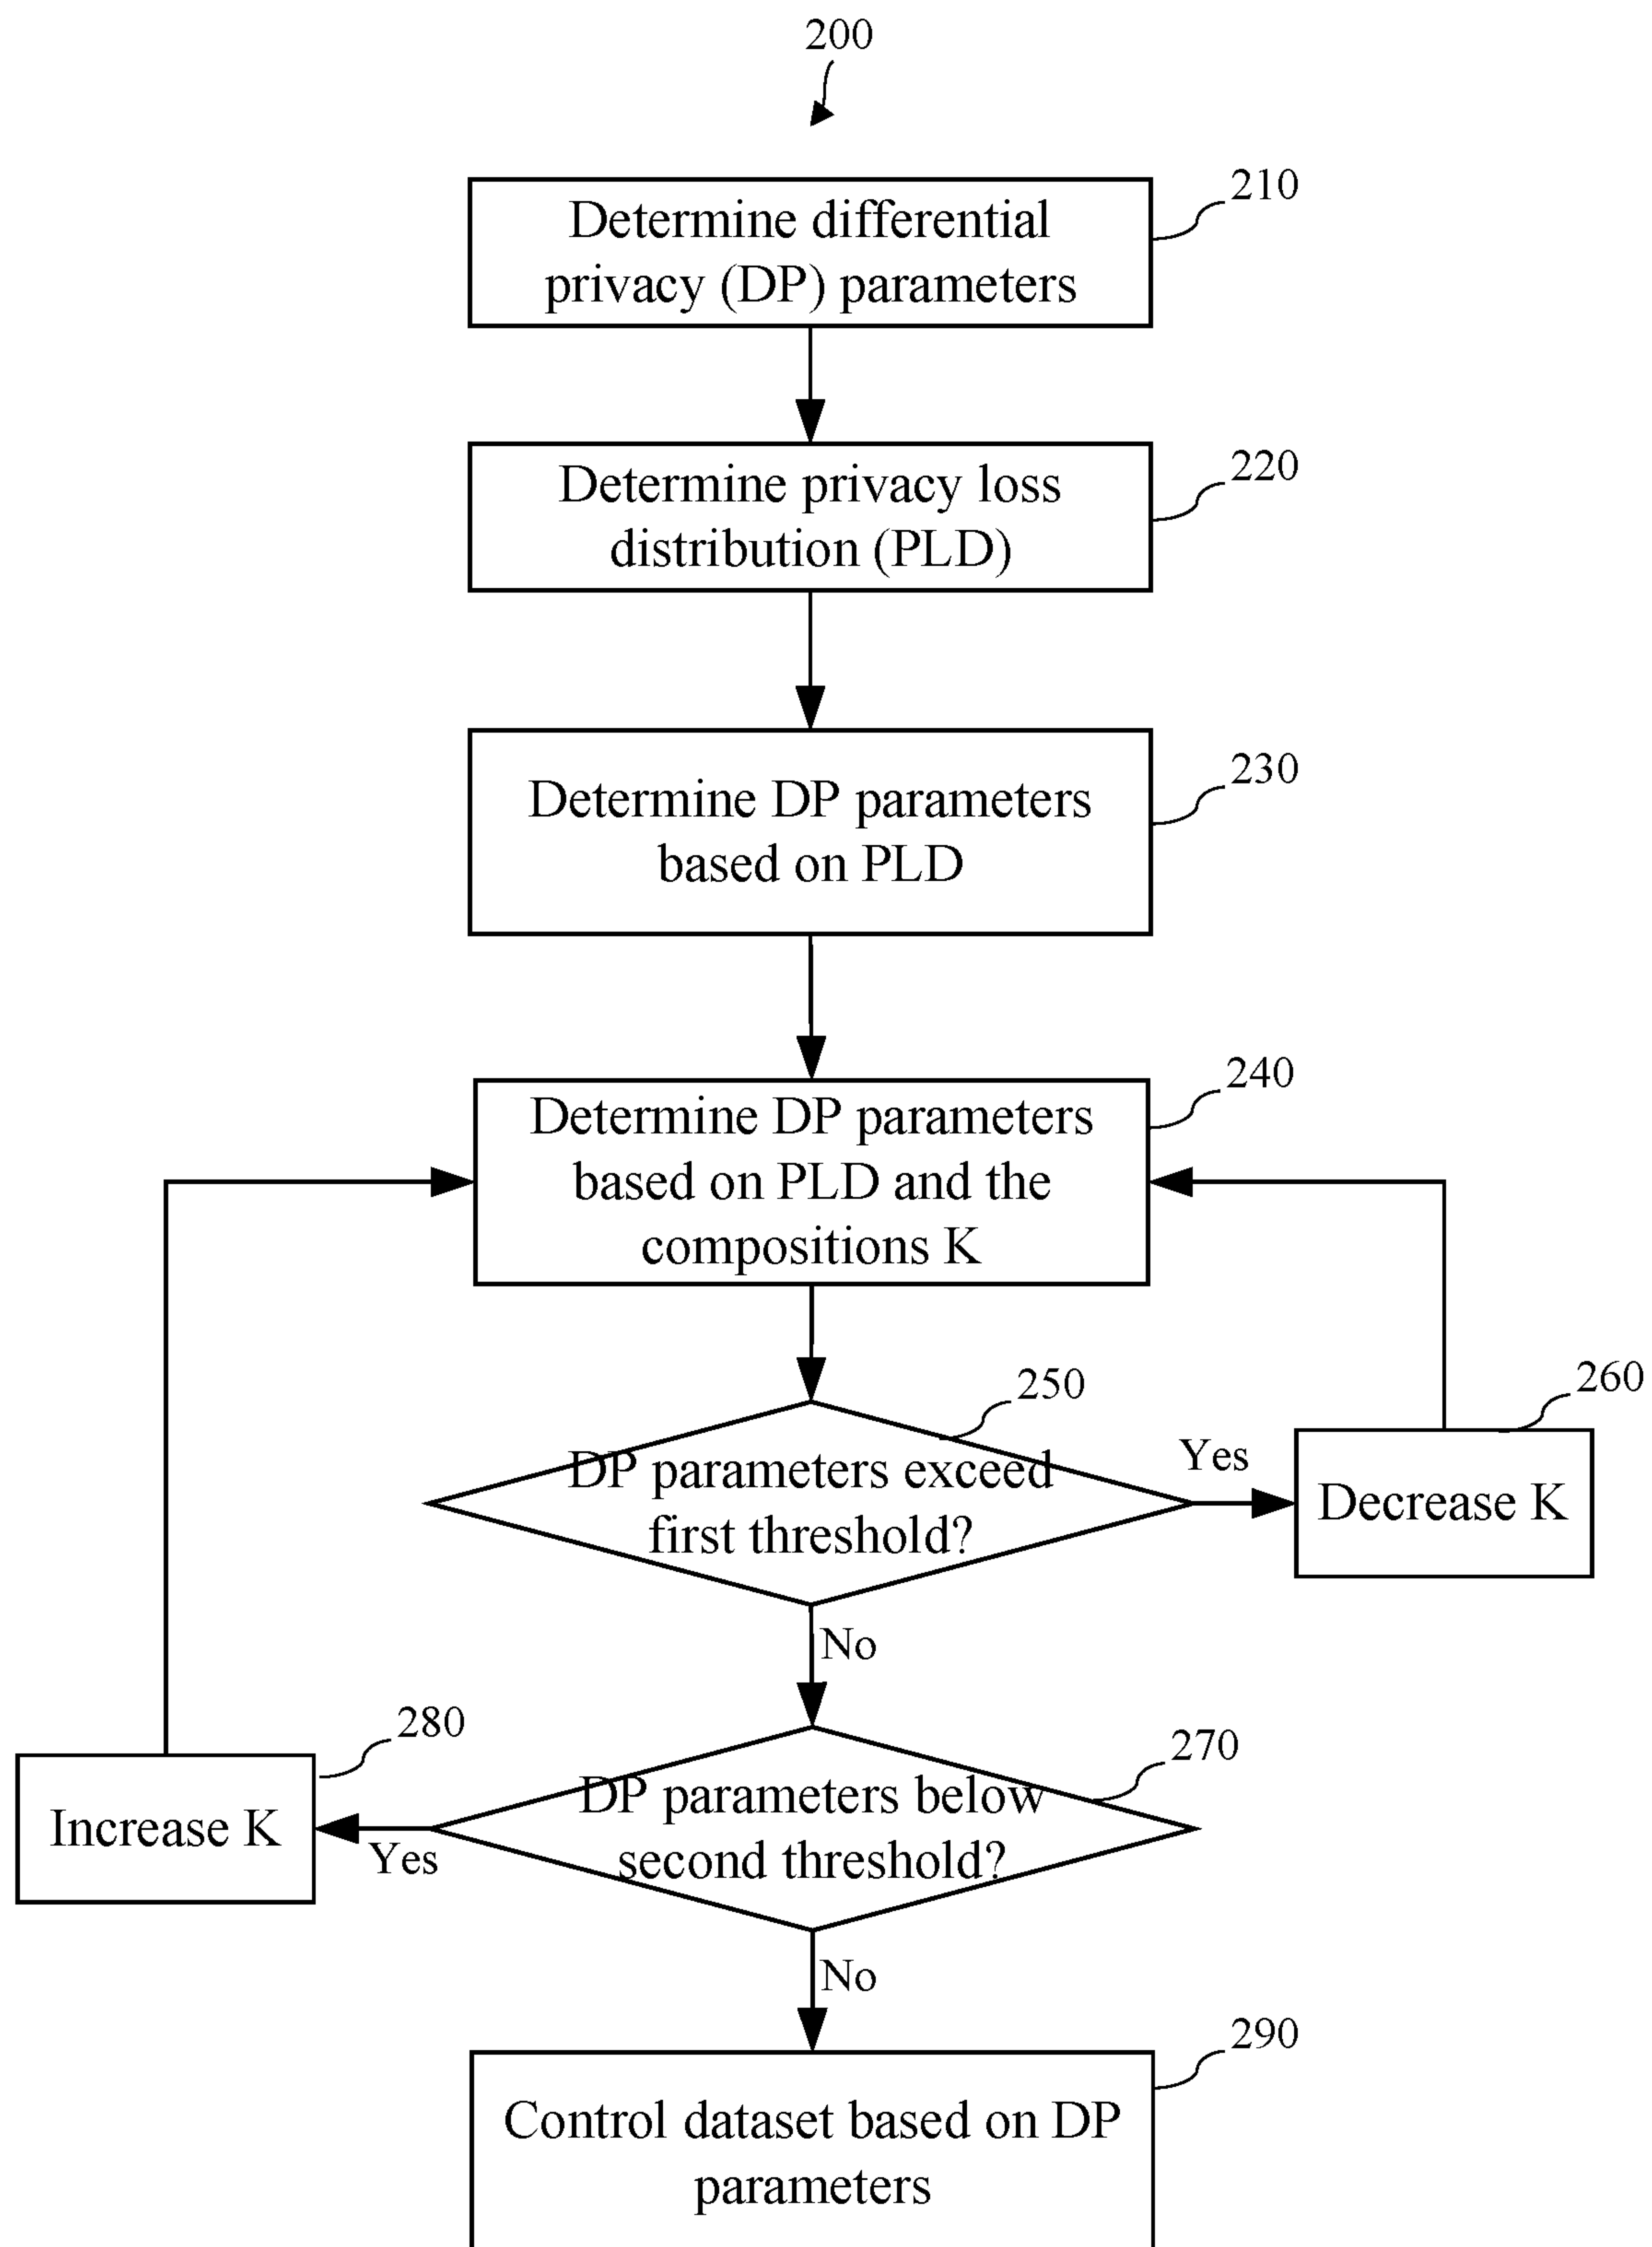 200
210
Determine differential
privacy (DP) parameters
220
Determine privacy loss
distribution (PLD)
230
Determine DP parameters
based on PLD
240
Determine DP parameters
based on PLD and the
compositions K
250
DP parameters exceed
first threshold?
Yes
260
Decrease K
No
270
DP parameters below
second threshold?
280
Increase K
Yes
No
290
Control dataset based on DP
parameters